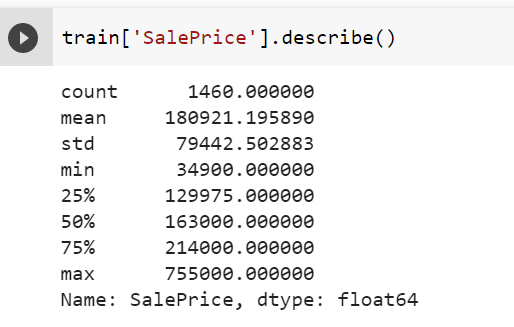 train['SalePrice'].describe()
count 1460.000000
mean 180921.195890
std 79442.502883
min 34900.000000
25% 129975.000000
50% 163000.000000
75% 214000.000000
max 755000.000000
Name: SalePrice, dtype: float64